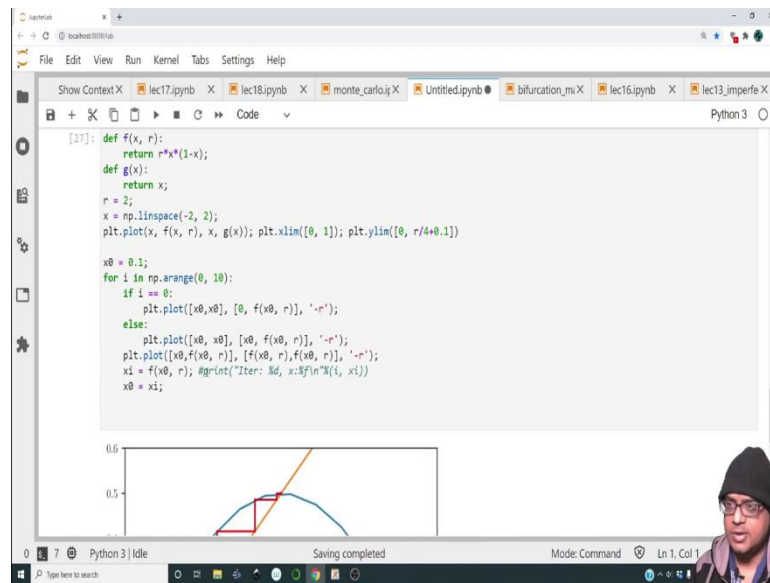 JupyterLab
localhost:8888/lab
File Edit View Run Kernel Tabs Settings Help
Show Context lec17.ipynb lec18.ipynb monte_carlo.ip Untitled.ipynb bifurcation_ma lec16.ipynb lec13_imperfe
Code Python 3
[27]: def f(x, r):
return r*x*(1-x);
def g(x):
return x;
r = 2;
x = np.linspace(-2, 2);
plt.plot(x, f(x, r), x, g(x)); plt.xlim([0, 1]); plt.ylim([0, r/4+0.1])
x0 = 0.1;
for i in np.arange(0, 10):
if i == 0:
plt.plot([x0,x0], [0, f(x0, r)], '-r');
else:
plt.plot([x0, x0], [x0, f(x0, r)], '-r');
plt.plot([x0,f(x0, r)], [f(x0, r),f(x0, r)], '-r');
xi = f(x0, r); #print("Iter: %d, x:%f\n"%(i, xi))
x0 = xi;
0.6
0.5
0 7 Python 3 | Idle Saving completed Mode: Command Ln 1, Col 1
Type here to search